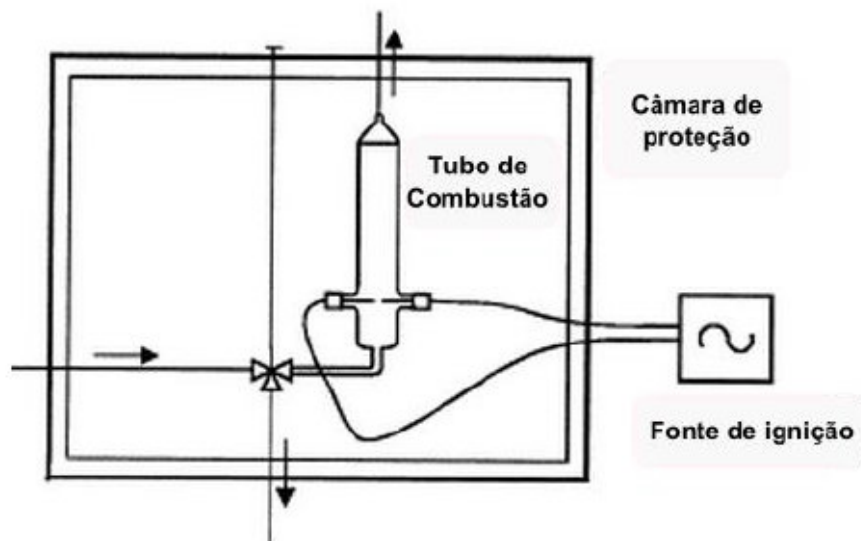 Câmara de
proteção
Tubo de
Combustão
Fonte de ignição